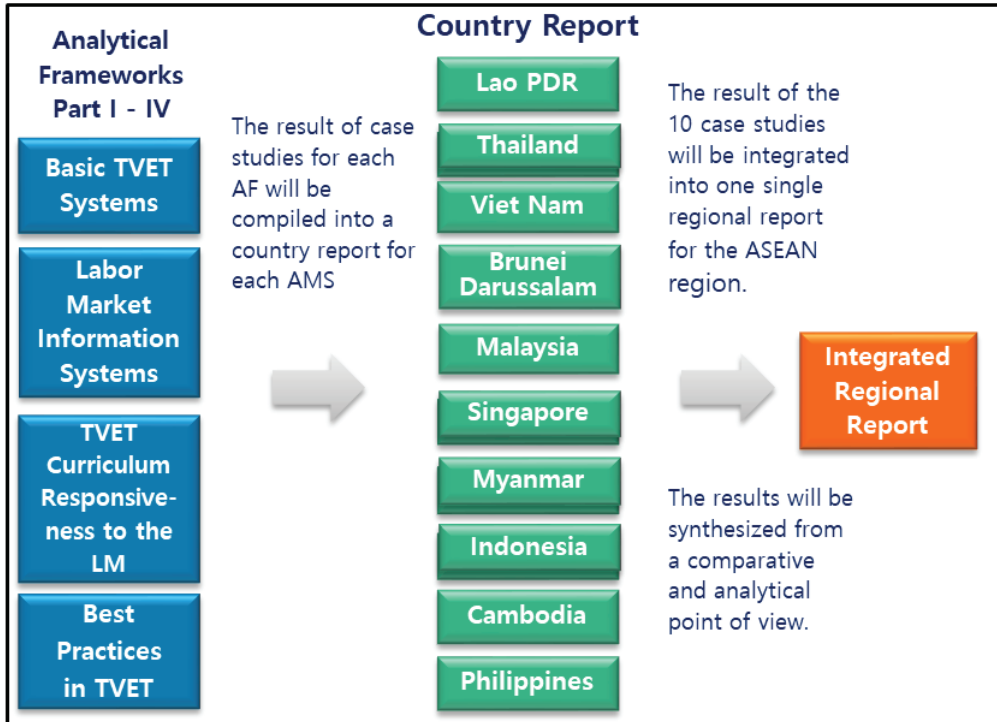 Analytical
Frameworks
Part I - IV
Basic TVET
Systems
Labor
Market
Information
Systems
TVET
Curriculum
Responsive-
ness to the
LM
Best
Practices
in TVET
The result of case
studies for each
AF will be
compiled into a
country report for
each AMS
Country Report
Lao PDR
Thailand
Viet Nam
Brunei
Darussalam
Malaysia
Singapore
Myanmar
Indonesia
Cambodia
Philippines
The result of the
10 case studies
will be integrated
into one single
regional report
for the ASEAN
region.
Integrated
Regional
Report
The results will be
synthesized from
a comparative
and analytical
point of view.